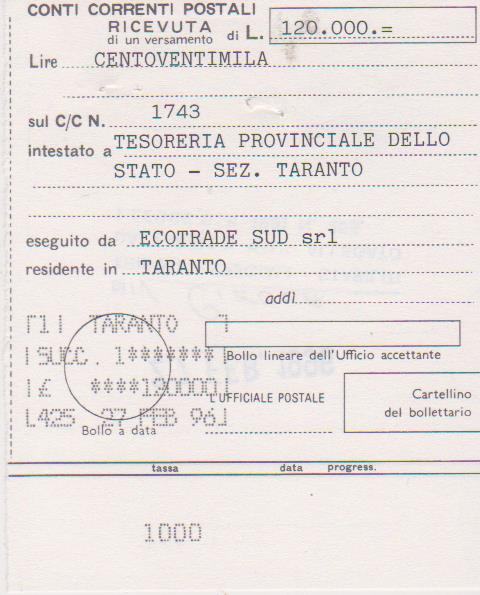 CONTI CORRENTI POSTALI
RICEVUTA
di un versamento di L. 120.000.=
Lire CENTOVENTIMILA
sul C/C N. 1743
intestato a TESORERIA PROVINCIALE DELLO
STATO - SEZ. TARANTO
eseguito da ECOTRADE SUD srl
residente in TARANTO
addì
[1] TARANTO ]
|SUCC. 1*******|
Bollo lineare dell'Ufficio accettante
|£ ****120000|
L'UFFICIALE POSTALE
Cartellino
del bollettario
[425 27 FEB 96]
Bollo a data
tassa data progress.
1000